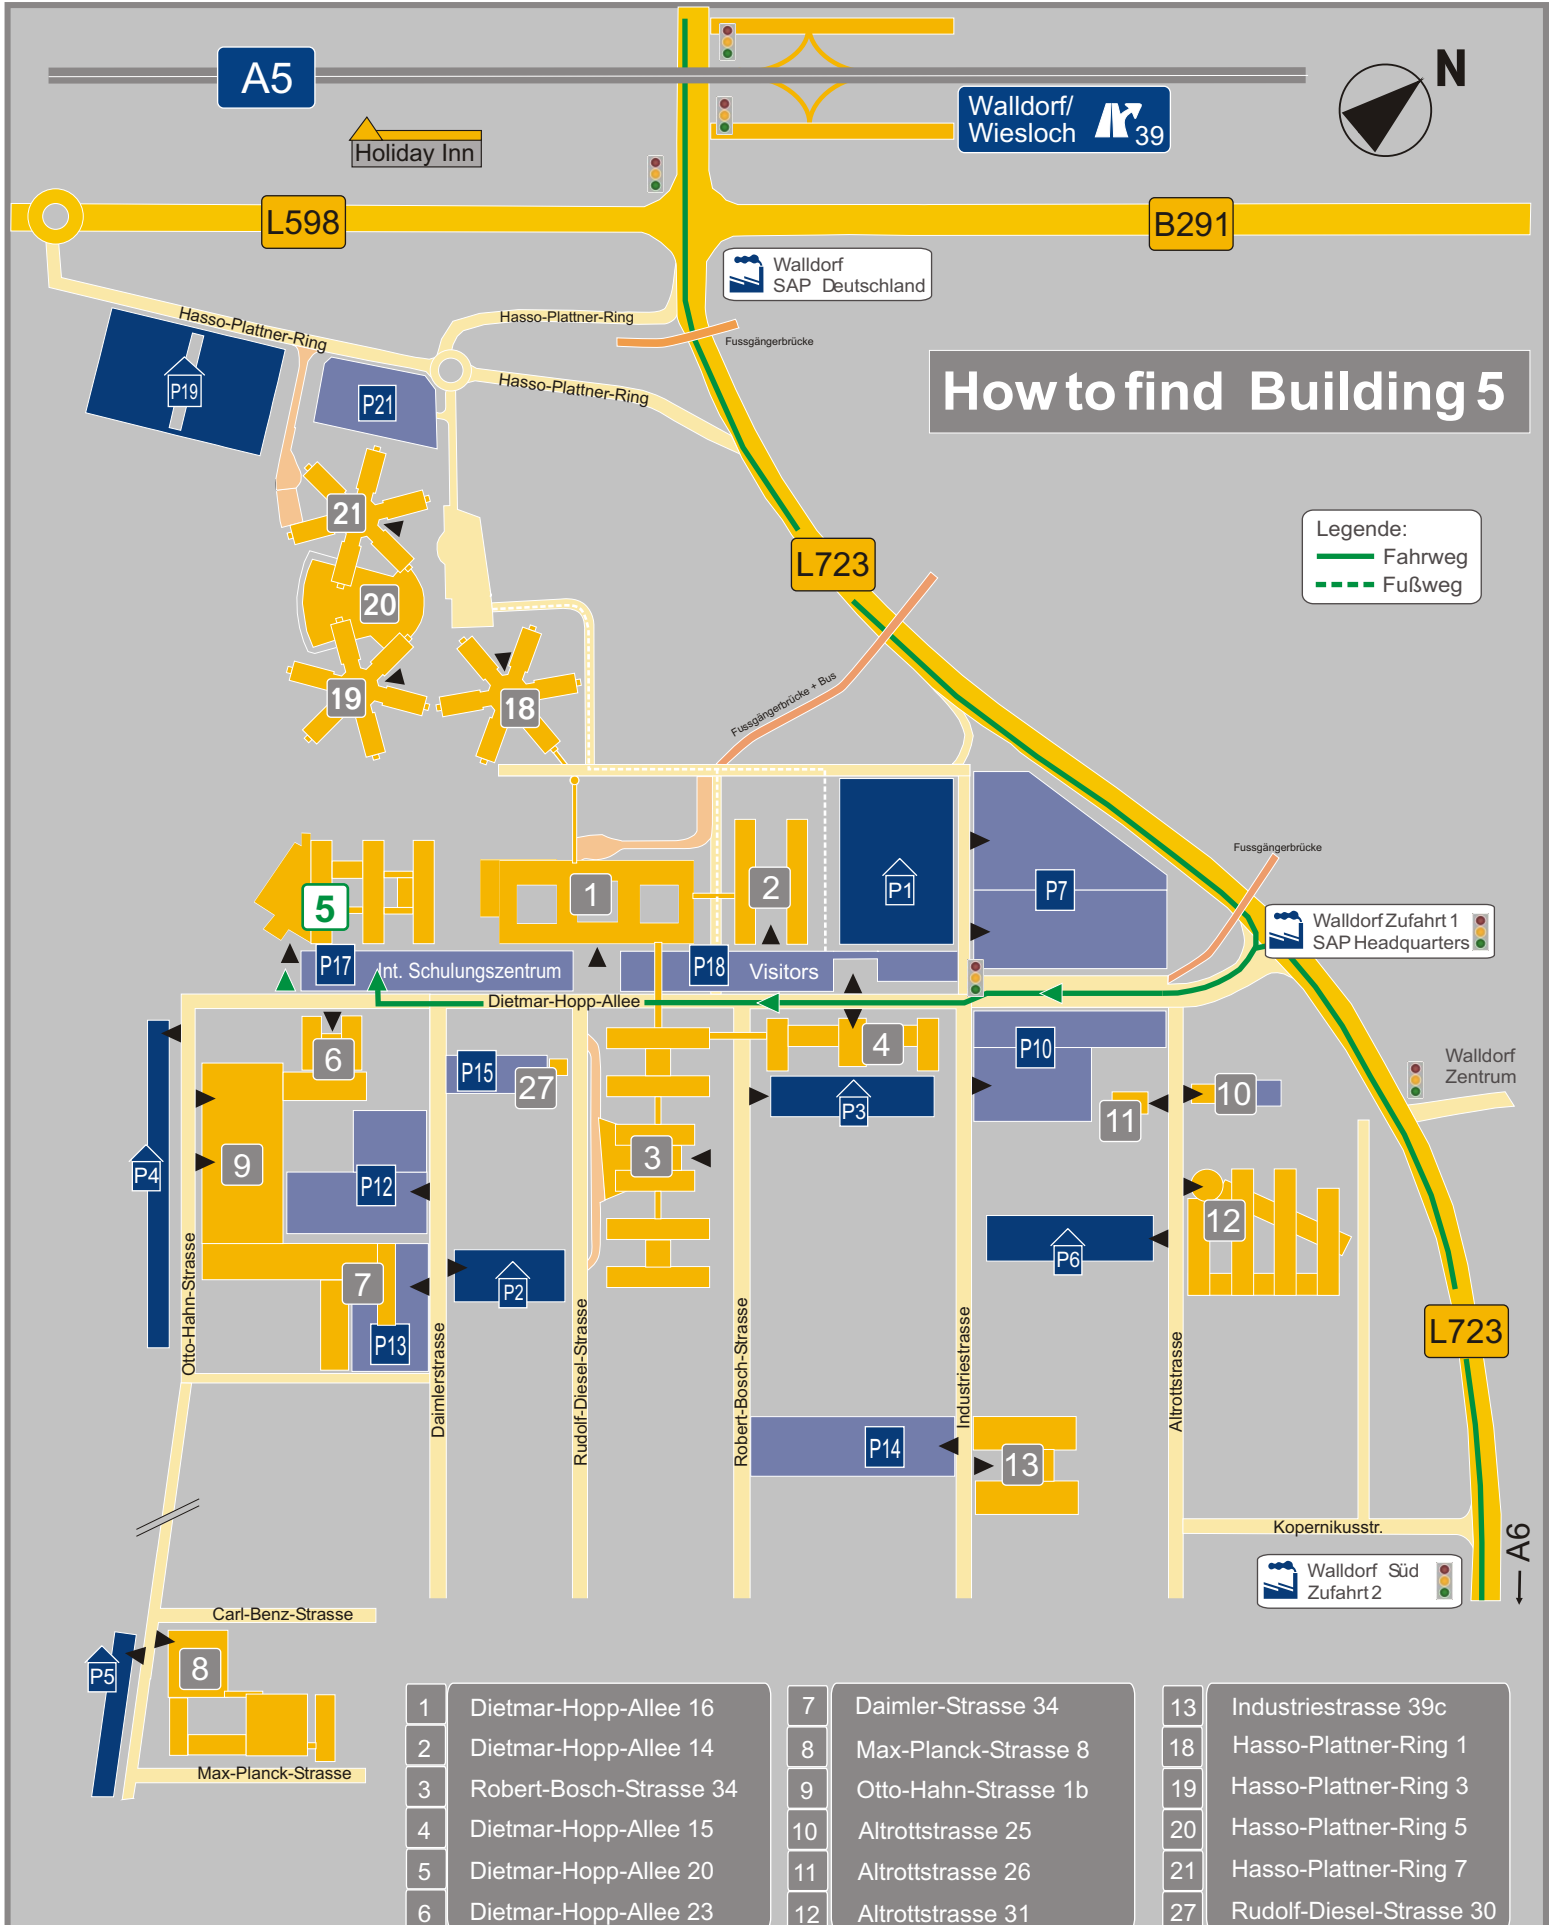 A5
N
Walldorf/
Wiesloch 39
Holiday Inn
L598
B291
Walldorf
SAP Deutschland
Hasso-Plattner-Ring
Hasso-Plattner-Ring
Fussgängerbrücke
How to find Building 5
P19
P21
Hasso-Plattner-Ring
21
Legende:
Fahrweg
Fußweg
L723
20
19
18
Fussgängerbrücke + Bus
Fussgängerbrücke
5
1
2
P1
P7
Walldorf Zufahrt 1
SAP Headquarters
P17
Int. Schulungszentrum
P18
Visitors
Dietmar-Hopp-Allee
6
P15
27
4
P10
Walldorf
Zentrum
P3
11
10
P4
9
P12
3
12
P6
7
P2
P13
L723
Otto-Hahn-Strasse
Daimlerstrasse
Rudolf-Diesel-Strasse
Robert-Bosch-Strasse
Industriestrasse
Altrottstrasse
P14
13
Kopernikusstr.
A6
Walldorf Süd
Zufahrt 2
Carl-Benz-Strasse
P5
8
Max-Planck-Strasse
1 Dietmar-Hopp-Allee 16
2 Dietmar-Hopp-Allee 14
3 Robert-Bosch-Strasse 34
4 Dietmar-Hopp-Allee 15
5 Dietmar-Hopp-Allee 20
6 Dietmar-Hopp-Allee 23
7 Daimler-Strasse 34
8 Max-Planck-Strasse 8
9 Otto-Hahn-Strasse 1b
10 Altrottstrasse 25
11 Altrottstrasse 26
12 Altrottstrasse 31
13 Industriestrasse 39c
18 Hasso-Plattner-Ring 1
19 Hasso-Plattner-Ring 3
20 Hasso-Plattner-Ring 5
21 Hasso-Plattner-Ring 7
27 Rudolf-Diesel-Strasse 30